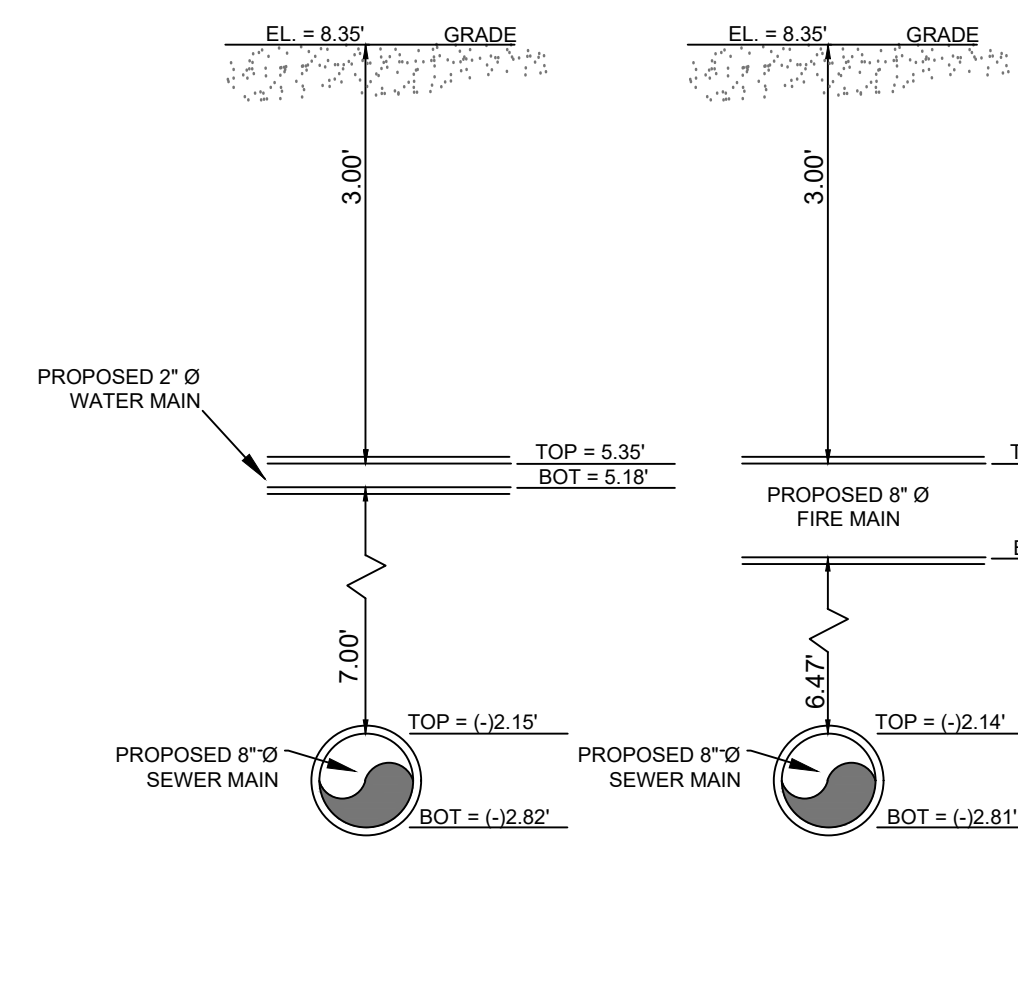 EL. = 8.35'
GRADE
3.00'
PROPOSED 2" Ø
WATER MAIN
TOP = 5.35'
BOT = 5.18'
7.00'
TOP = (-)2.15'
PROPOSED 8" Ø
SEWER MAIN
BOT = (-)2.82'
EL. = 8.35'
GRADE
3.00'
PROPOSED 8" Ø
FIRE MAIN
6.47'
TOP = (-)2.14'
PROPOSED 8" Ø
SEWER MAIN
BOT = (-)2.81'